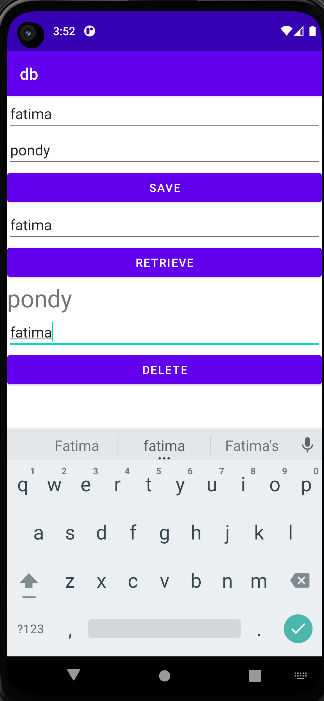 3:52
db
fatima
pondy
SAVE
fatima
RETRIEVE
pondy
fatima
DELETE
Fatima fatima Fatima's
1 2 3 4 5 6 7 8 9 0
q w e r t y u i o p
a s d f g h j k l
z x c v b n m
?123 , .